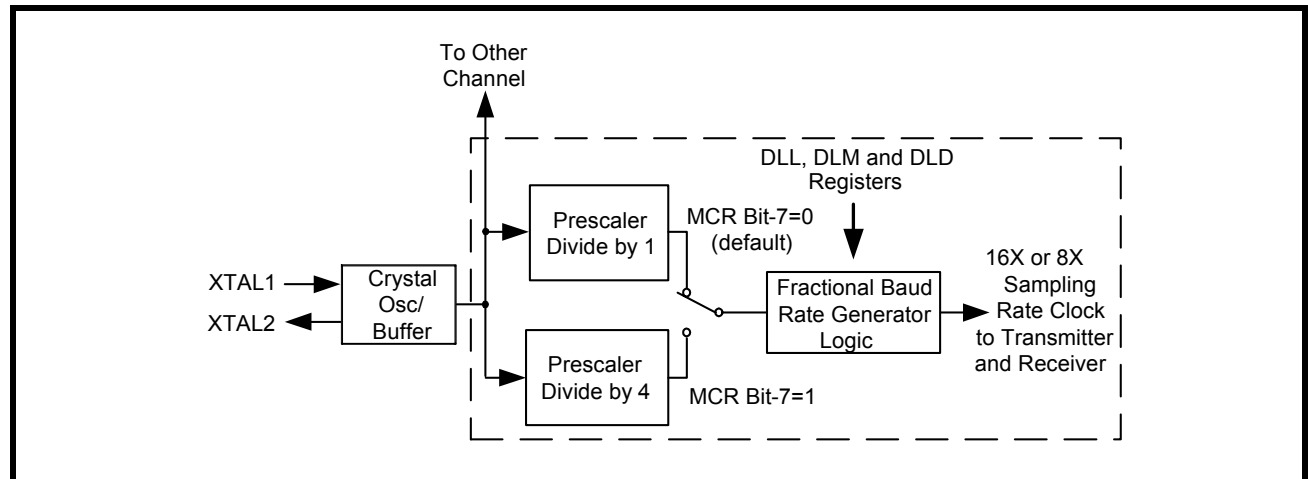 To Other
Channel
DLL, DLM and DLD
Registers
Prescaler
Divide by 1
MCR Bit-7=0
(default)
XTAL1
XTAL2
Crystal
Osc/
Buffer
Fractional Baud
Rate Generator
Logic
16X or 8X
Sampling
Rate Clock
to Transmitter
and Receiver
Prescaler
Divide by 4
MCR Bit-7=1